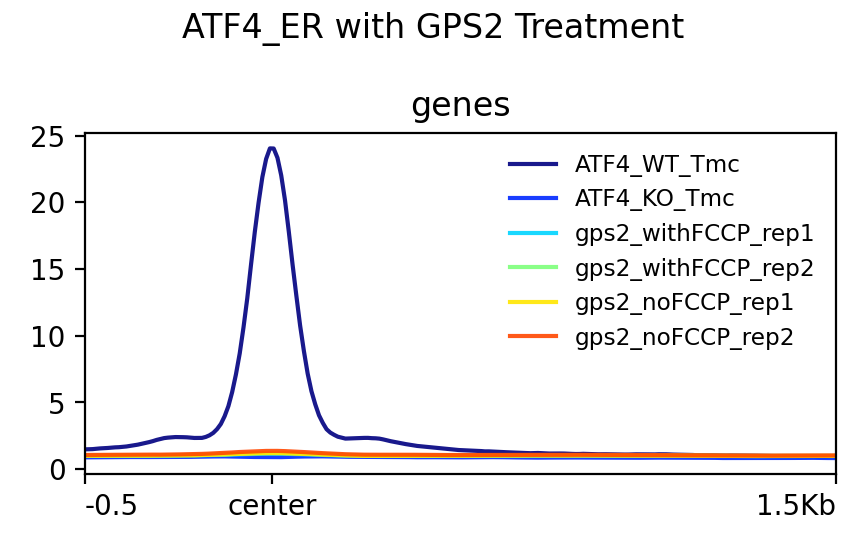 ATF4_ER with GPS2 Treatment
genes
25
20
15
10
5
0
ATF4_WT_Tmc
ATF4_KO_Tmc
gps2_withFCCP_rep1
gps2_withFCCP_rep2
gps2_noFCCP_rep1
gps2_noFCCP_rep2
-0.5 center 1.5Kb